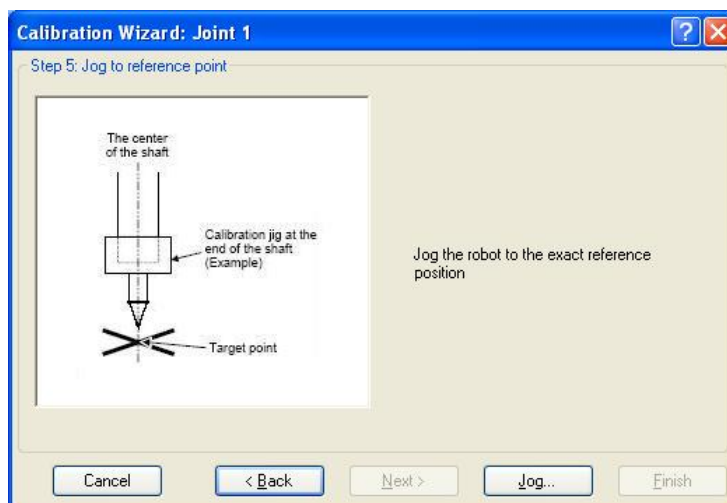 Calibration Wizard: Joint 1
Step 5: Jog to reference point
The center
of the shaft
Calibration jig at the
end of the shaft
(Example)
Target point
Jog the robot to the exact reference
position
Cancel
< Back
Next >
Jog...
Finish